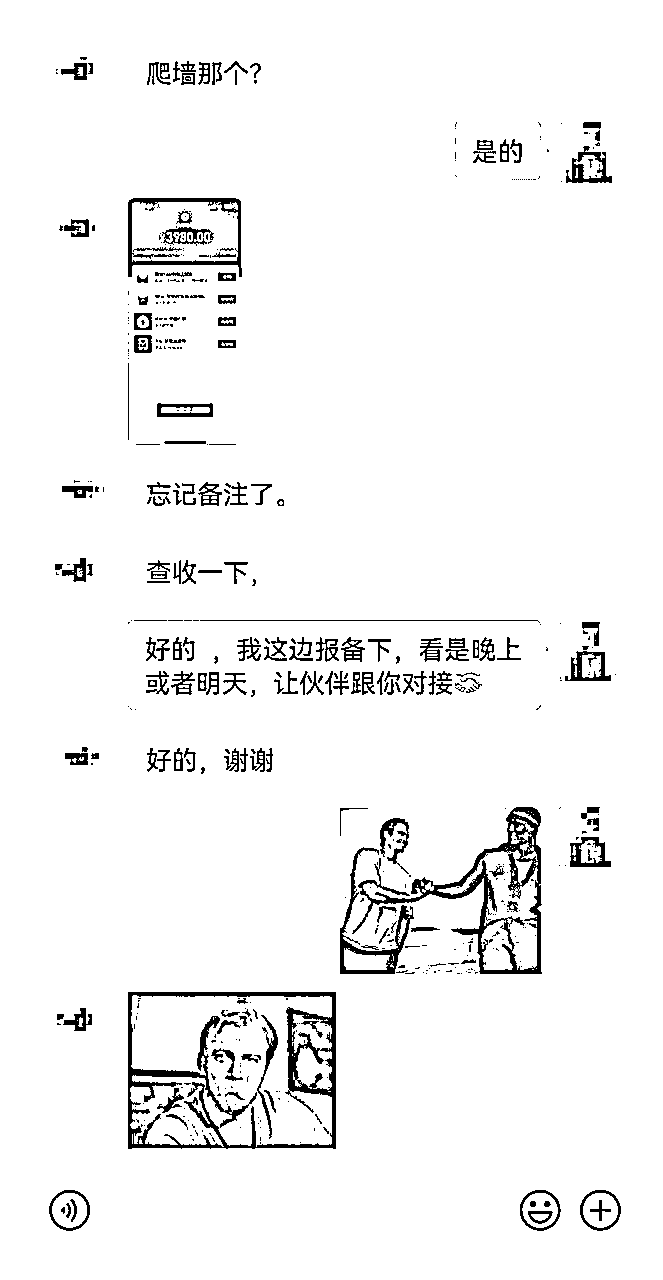 爬墙那个？
是的
3980.00
忘记备注了。
查收一下，
好的 ，我这边报备下，看是晚上
或者明天，让伙伴跟你对接🤝
好的，谢谢